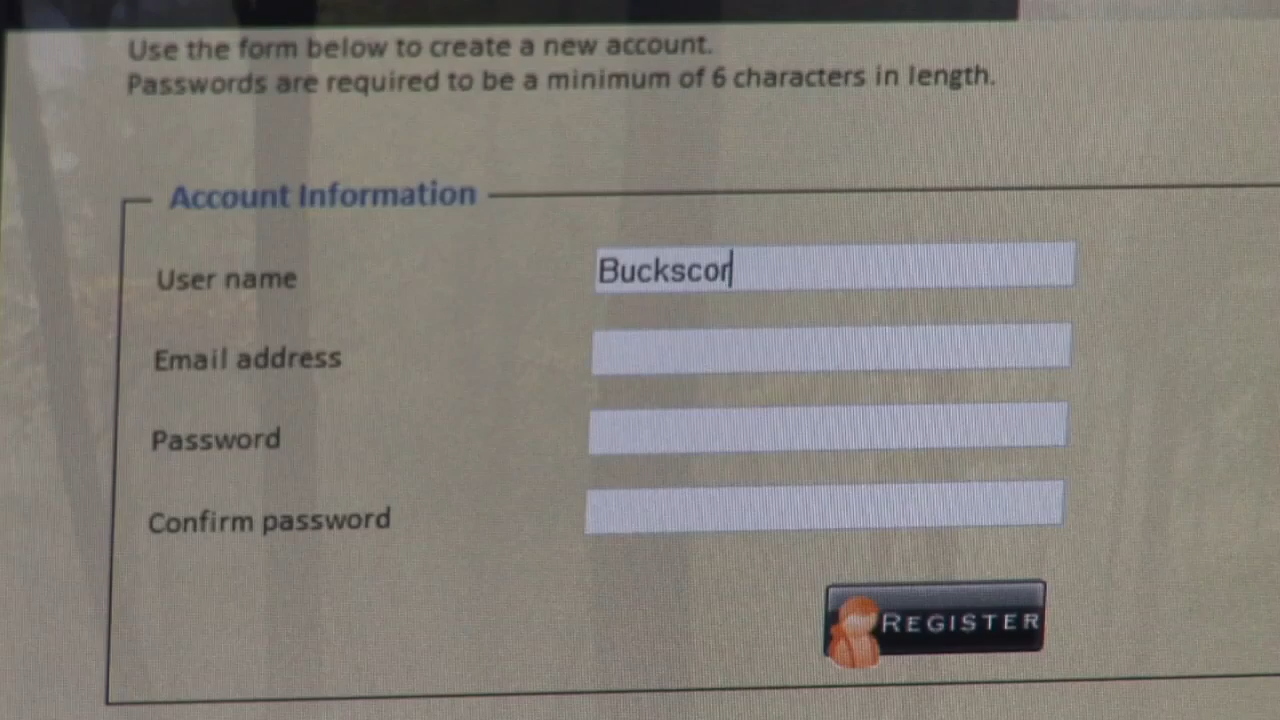 Use the form below to create a new account.
Passwords are required to be a minimum of 6 characters in length.
Account Information
User name
Buckscor
Email address
Password
Confirm password
REGISTER